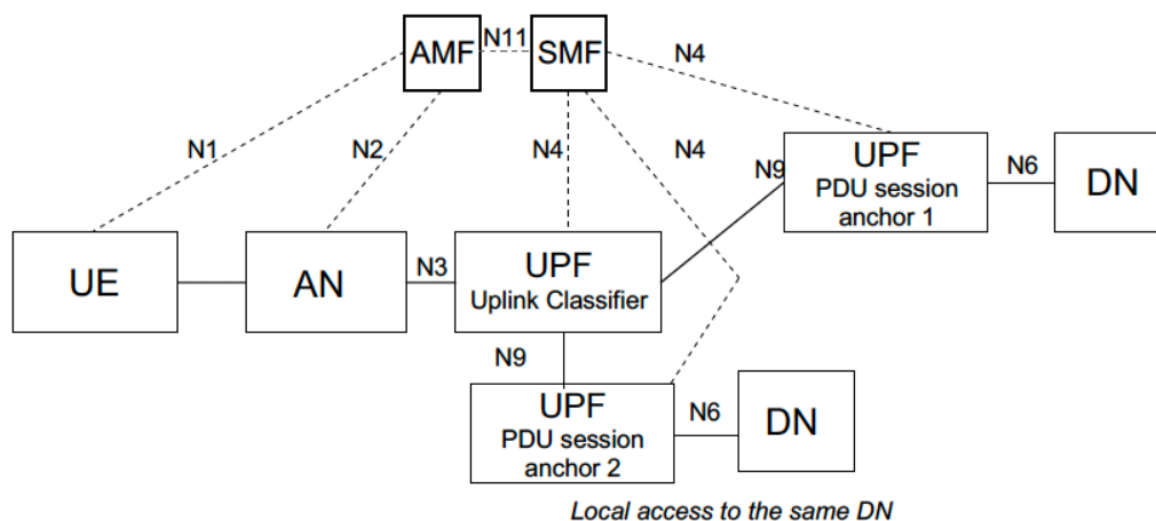 AMF
N11
SMF
N4
N1
N2
N4
N4
UPF
PDU session
anchor 1
N9
N6
DN
UE
AN
N3
UPF
Uplink Classifier
N9
UPF
PDU session
anchor 2
N6
DN
Local access to the same DN